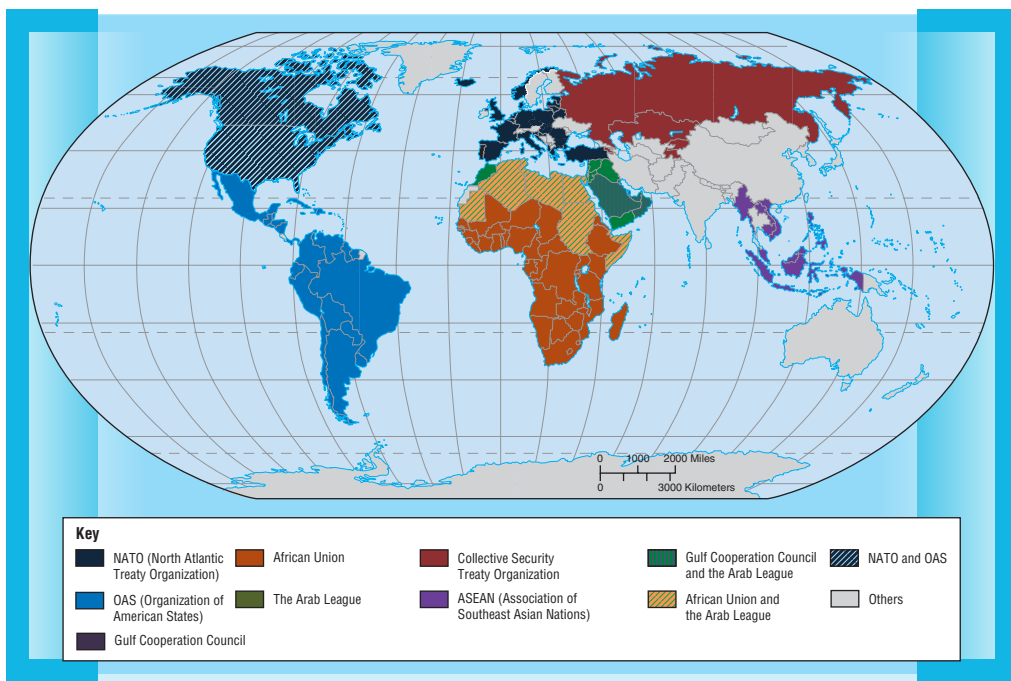 0 1000 2000 Miles
0 3000 Kilometers
Key
NATO (North Atlantic
Treaty Organization)
OAS (Organization of
American States)
Gulf Cooperation Council
African Union
The Arab League
Collective Security
Treaty Organization
ASEAN (Association of
Southeast Asian Nations)
Gulf Cooperation Council
and the Arab League
African Union and
the Arab League
NATO and OAS
Others